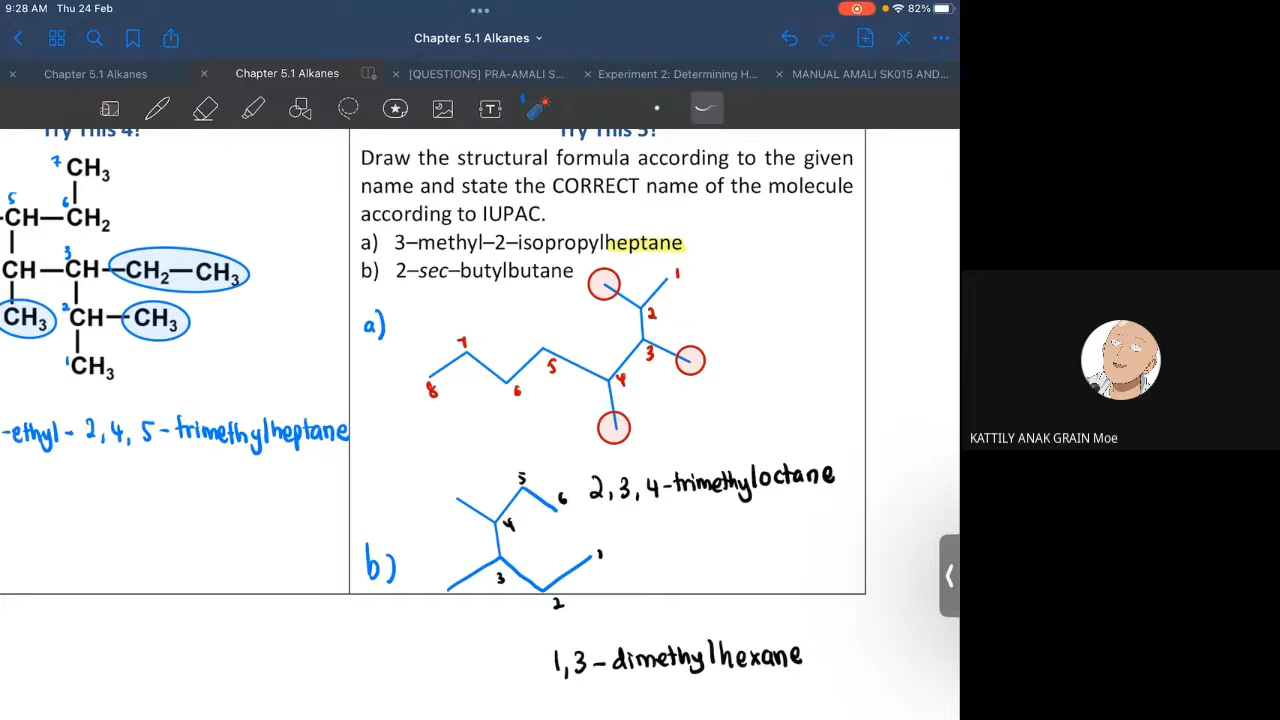 9:28 AM Thu 24 Feb
82%
Chapter 5.1 Alkanes
Chapter 5.1 Alkanes
Chapter 5.1 Alkanes
[QUESTIONS] PRA-AMALI S...
Experiment 2: Determining H...
MANUAL AMALI SK015 AND...
Try This 4!
7 CH3
5 6
CH—CH2
3
CH—CH—CH2—CH3
CH3 2 CH—CH3
1 CH3
-ethyl - 2, 4, 5 - trimethylheptane
Try This 5!
Draw the structural formula according to the given
name and state the CORRECT name of the molecule
according to IUPAC.
a) 3–methyl–2–isopropylheptane
b) 2–sec–butylbutane
a)
1
2
3
4
5
6
7
8
2, 3, 4-trimethyloctane
b)
5
6
4
3
2
1
1,3-dimethylhexane
KATTILY ANAK GRAIN Moe